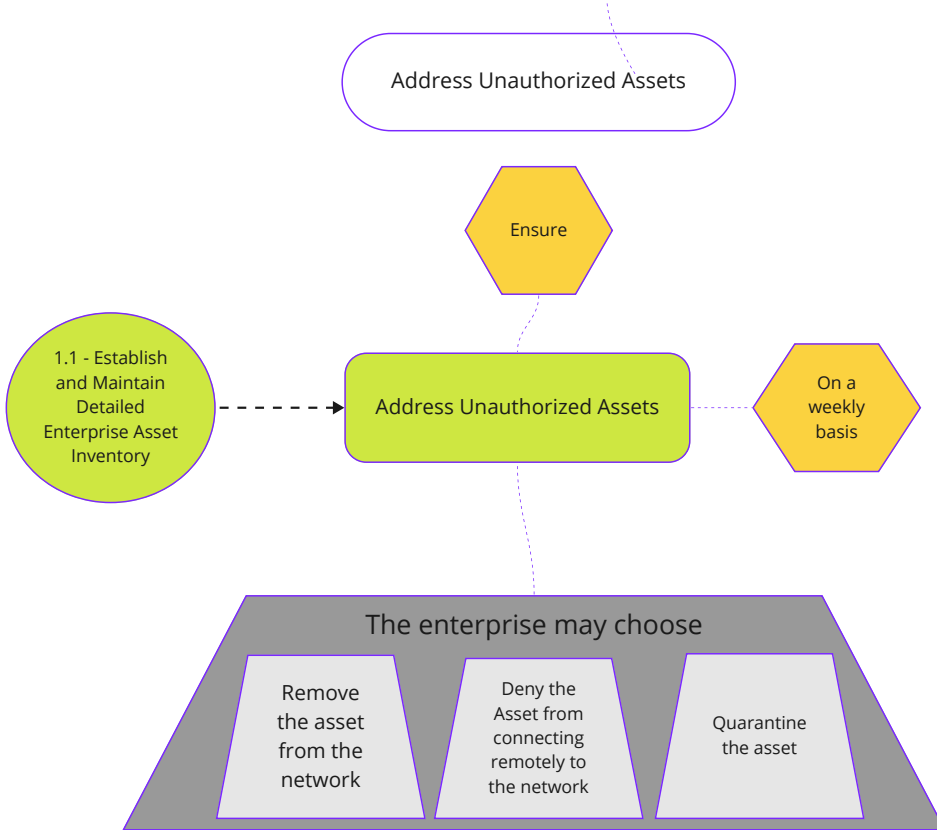 Address Unauthorized Assets
Ensure
1.1 - Establish
and Maintain
Detailed
Enterprise Asset
Inventory
Address Unauthorized Assets
On a
weekly
basis
The enterprise may choose
Remove
the asset
from the
network
Deny the
Asset from
connecting
remotely to
the network
Quarantine
the asset